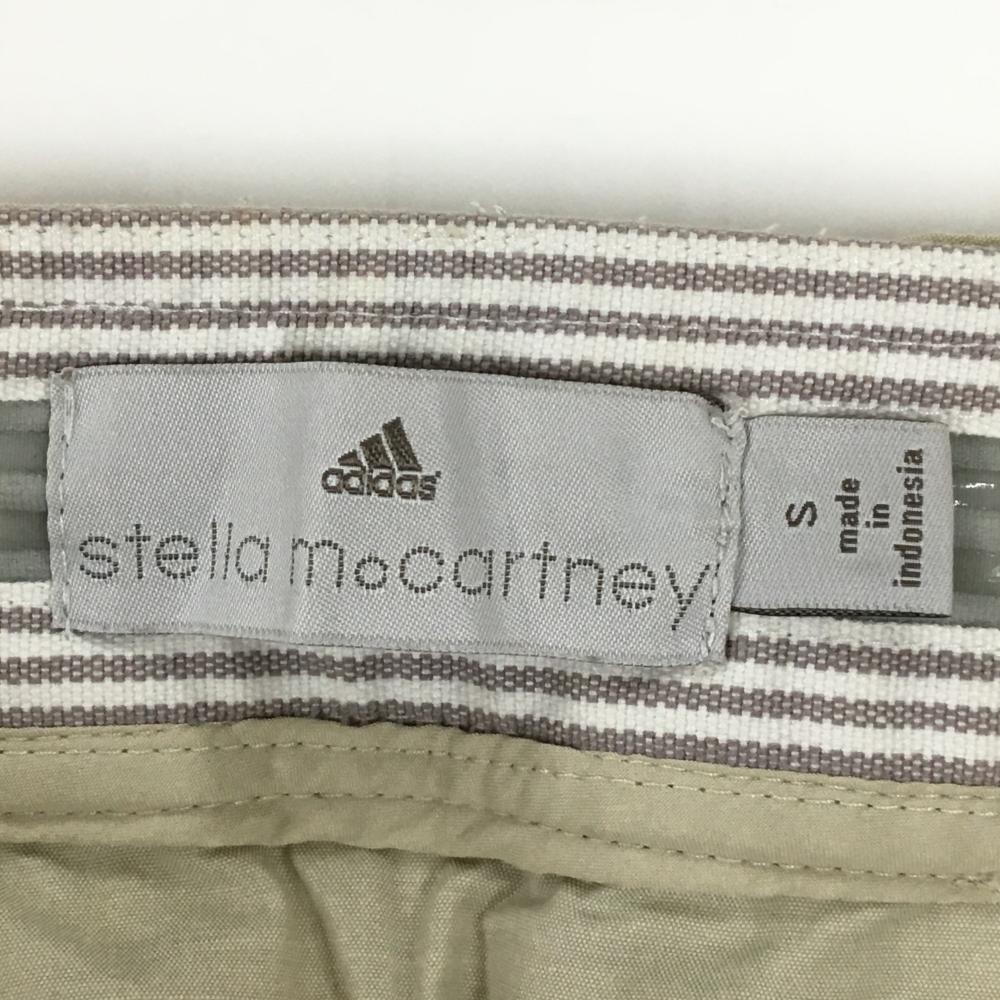 adidas
stella mccartney
S
made
in
indonesia